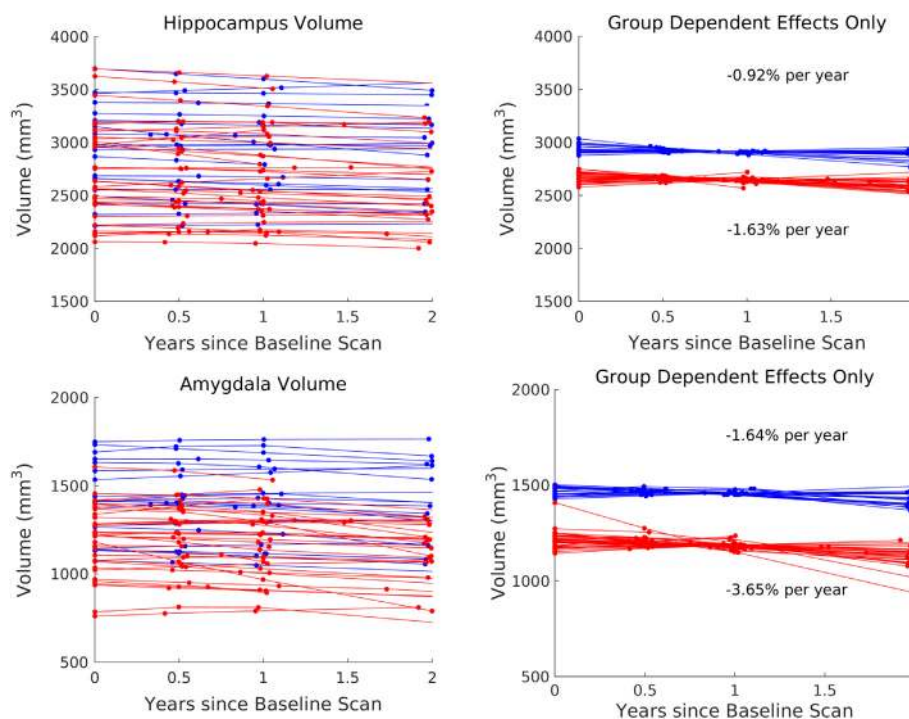 Hippocampus Volume
4000
3500
3000
2500
2000
1500
Volume (mm³)
0 0.5 1 1.5 2
Years since Baseline Scan
Group Dependent Effects Only
4000
3500
3000
2500
2000
1500
Volume (mm³)
-0.92% per year
-1.63% per year
0 0.5 1 1.5
Years since Baseline Scan
Amygdala Volume
2000
1500
1000
500
Volume (mm³)
0 0.5 1 1.5 2
Years since Baseline Scan
Group Dependent Effects Only
2000
1500
1000
500
Volume (mm³)
-1.64% per year
-3.65% per year
0 0.5 1 1.5
Years since Baseline Scan